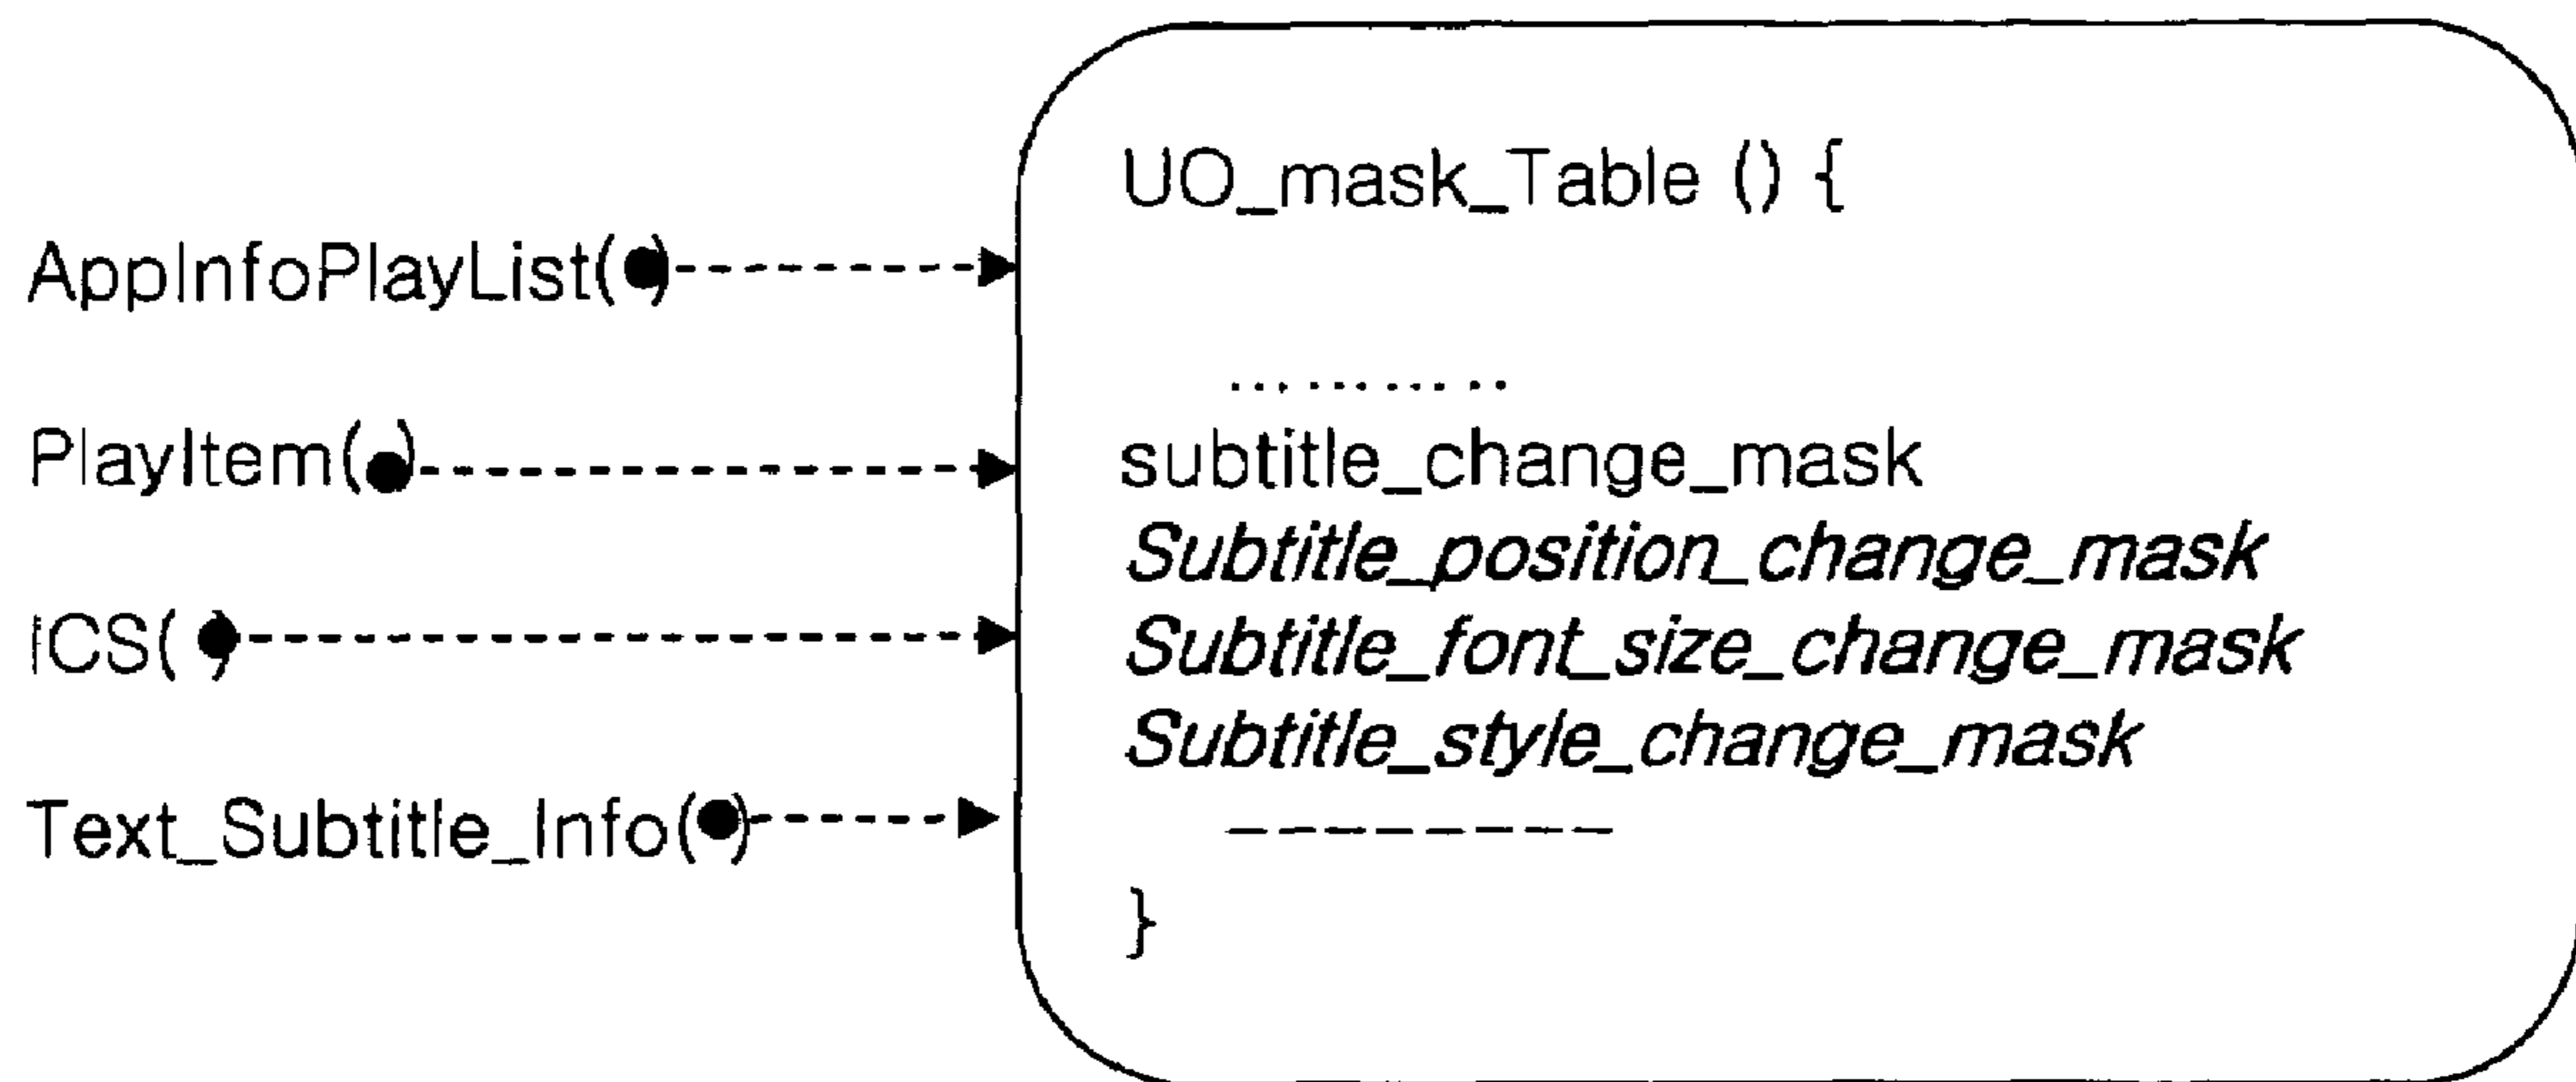 UO_mask_Table () {
AppInfoPlayList( )
............
PlayItem( )
subtitle_change_mask
Subtitle_position_change_mask
ICS( )
Subtitle_font_size_change_mask
Subtitle_style_change_mask
Text_Subtitle_Info( )
---------
}